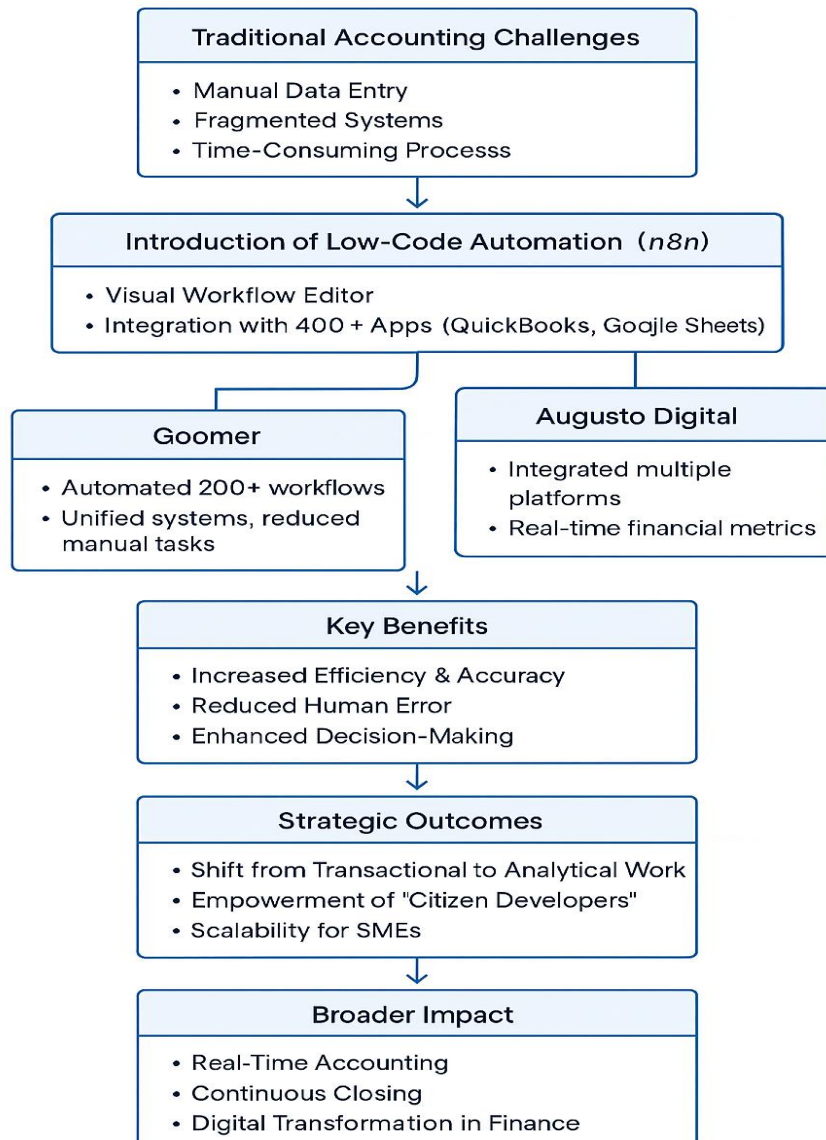 Traditional Accounting Challenges
• Manual Data Entry
• Fragmented Systems
• Time-Consuming Processs
Introduction of Low-Code Automation (n8n)
• Visual Workflow Editor
• Integration with 400 + Apps (QuickBooks, Goajle Sheets)
Goomer
• Automated 200+ workflows
• Unified systems, reduced
manual tasks
Augusto Digital
• Integrated multiple
platforms
• Real-time financial metrics
Key Benefits
• Increased Efficiency & Accuracy
• Reduced Human Error
• Enhanced Decision-Making
Strategic Outcomes
• Shift from Transactional to Analytical Work
• Empowerment of "Citizen Developers"
• Scalability for SMEs
Broader Impact
• Real-Time Accounting
• Continuous Closing
• Digital Transformation in Finance